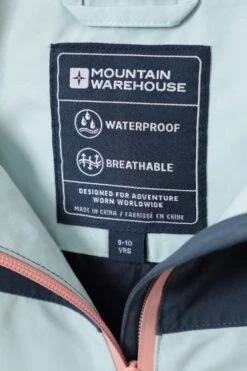 MOUNTAIN
WAREHOUSE
WATERPROOF
BREATHABLE
DESIGNED FOR ADVENTURE
WORN WORLDWIDE
MADE IN CHINA / FABRIQUÉ EN CHINE
9-10
YRS